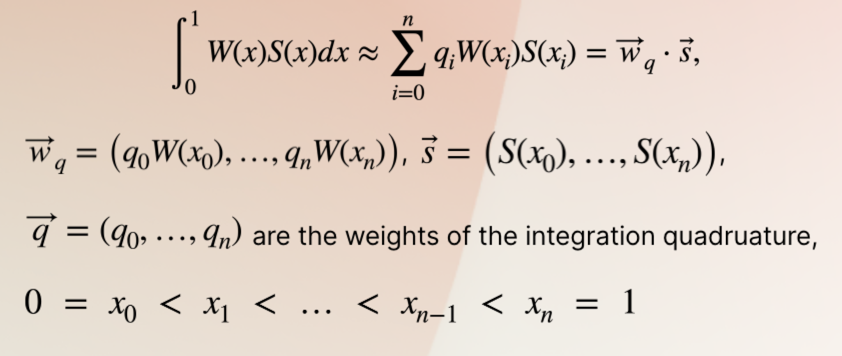 ∫₀¹ W(x)S(x)dx ≈ ∑ᵢ₌₀ⁿ qᵢW(xᵢ)S(xᵢ) = w⃗_q · s⃗,
w⃗_q = (q₀W(x₀), …, qₙW(xₙ)), s⃗ = (S(x₀), …, S(xₙ)),
q⃗ = (q₀, …, qₙ) are the weights of the integration quadruature,
0 = x₀ < x₁ < … < xₙ₋₁ < xₙ = 1